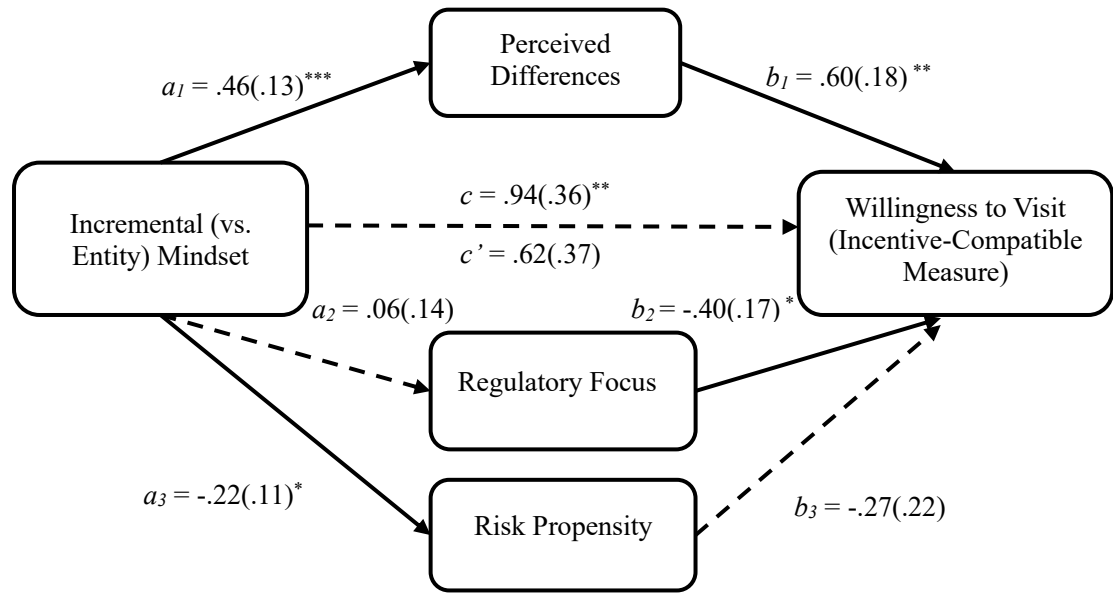 Perceived
Differences
a1 = .46(.13)***
b1 = .60(.18) **
Incremental (vs.
Entity) Mindset
c = .94(.36)**
c’ = .62(.37)
Willingness to Visit
(Incentive-Compatible
Measure)
a2 = .06(.14)
b2 = -.40(.17) *
Regulatory Focus
a3 = -.22(.11)*
Risk Propensity
b3 = -.27(.22)